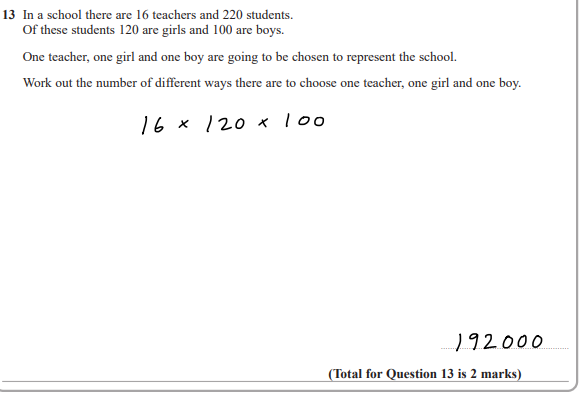 13 In a school there are 16 teachers and 220 students.
Of these students 120 are girls and 100 are boys.
One teacher, one girl and one boy are going to be chosen to represent the school.
Work out the number of different ways there are to choose one teacher, one girl and one boy.
16 × 120 × 100
192000
(Total for Question 13 is 2 marks)